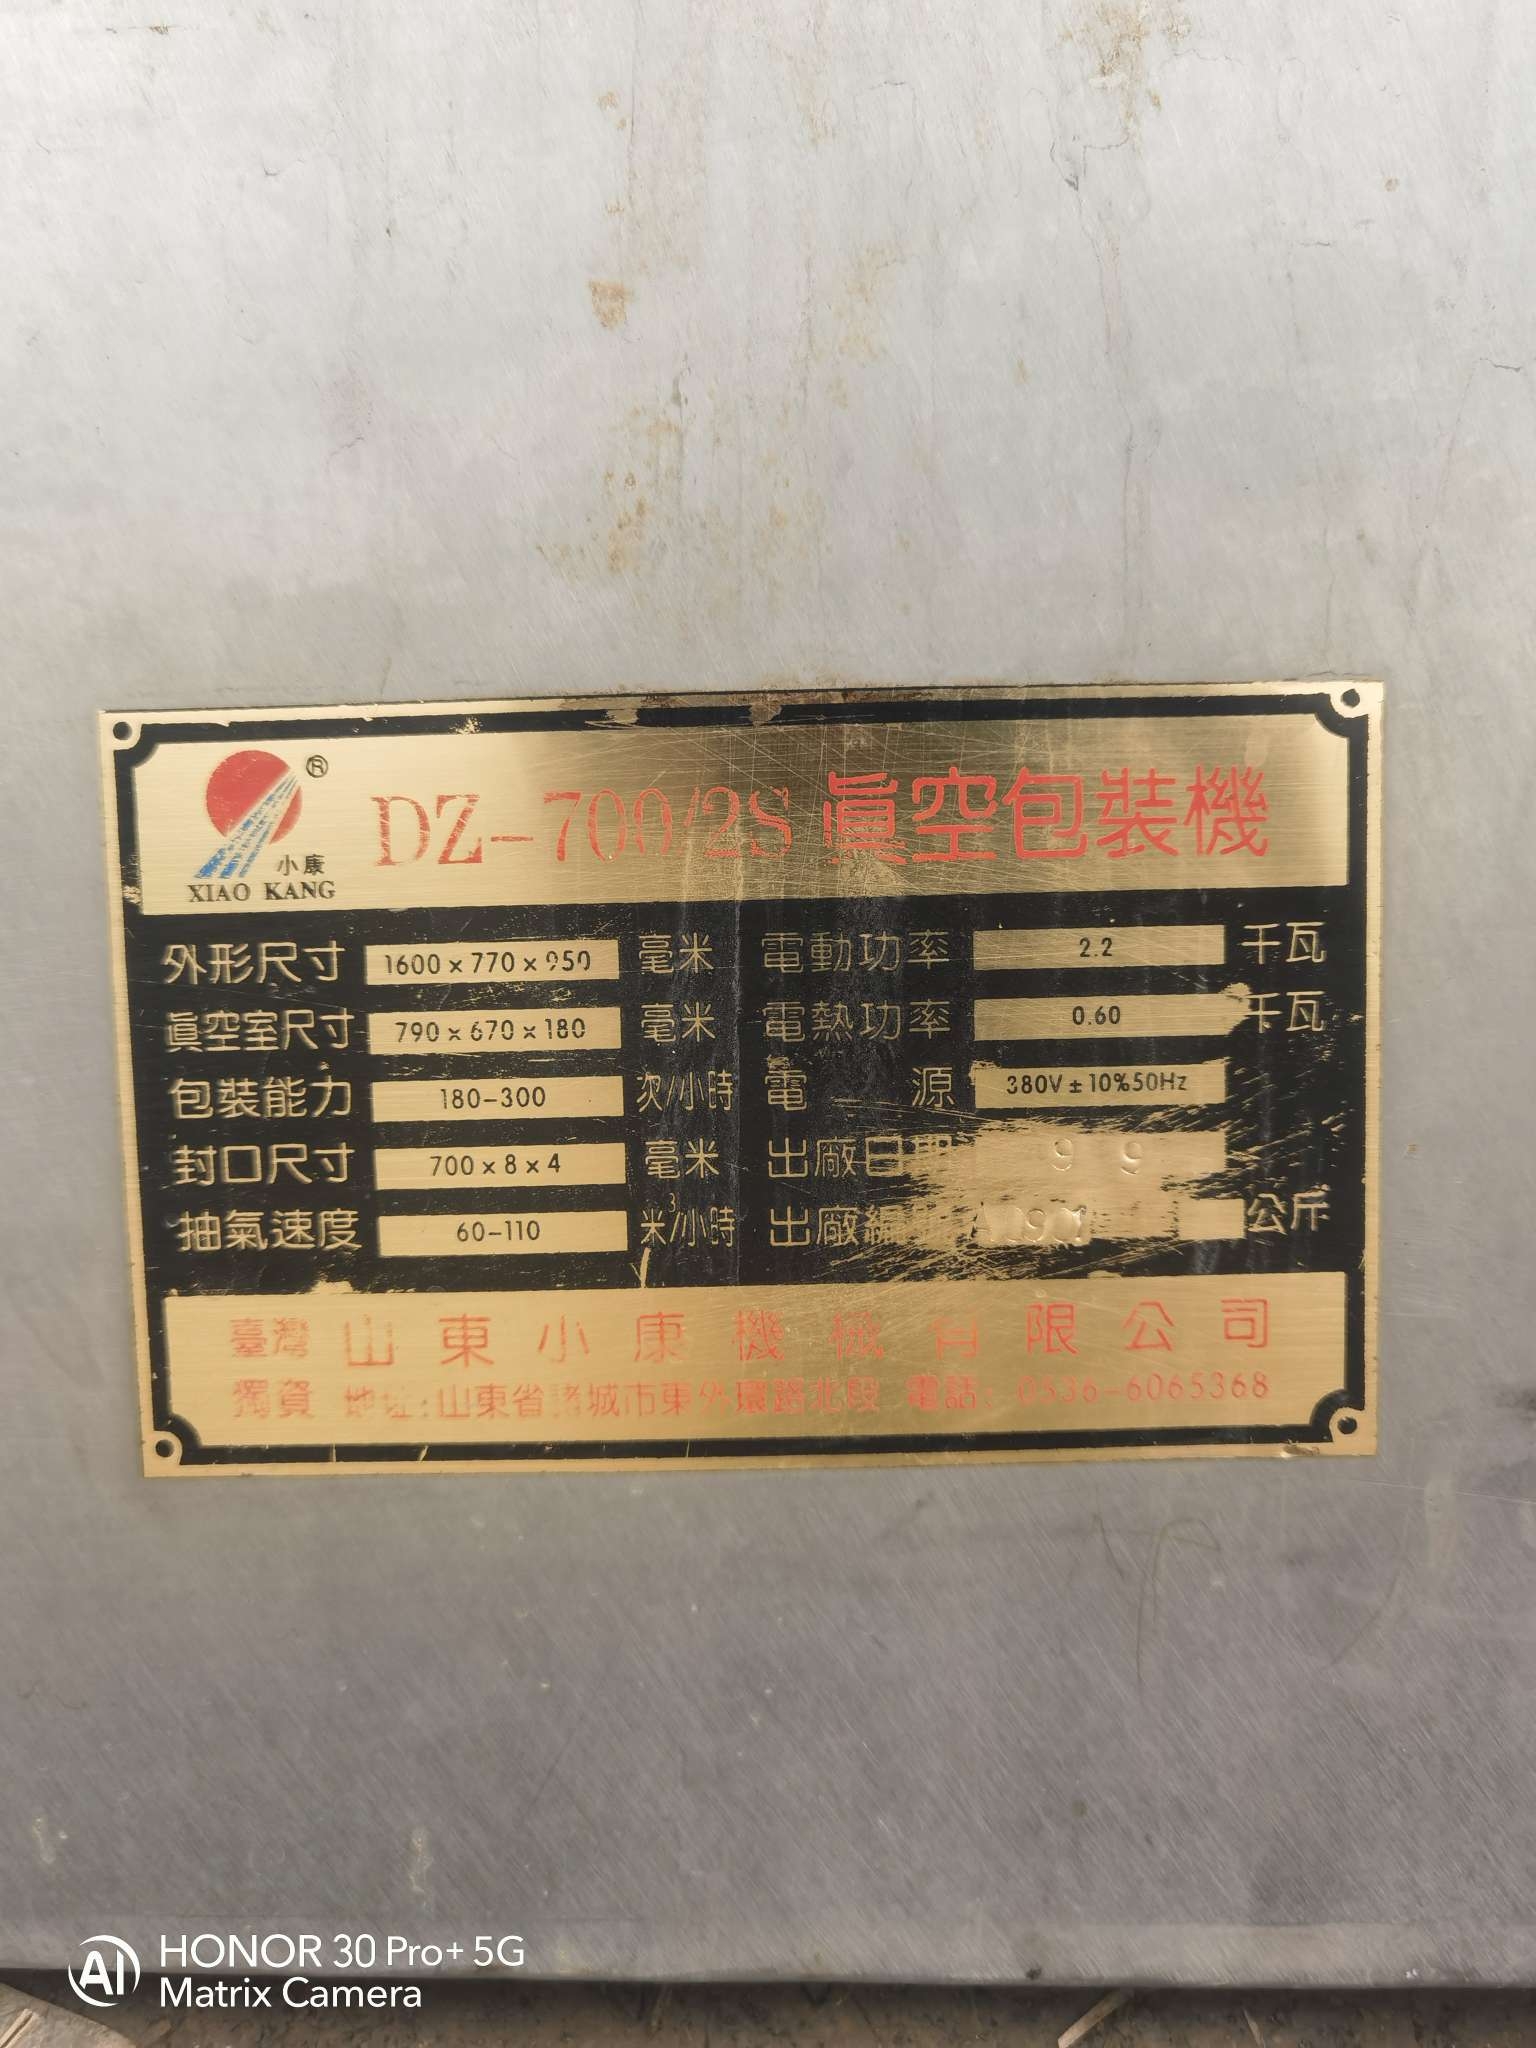 ®
小康
XIAO KANG
DZ-700/2S 眞空包裝機
外形尺寸 1600×770×950 毫米 電動功率 2.2 千瓦
眞空室尺寸 790×670×180 毫米 電熱功率 0.60 千瓦
包裝能力 180-300 次/小時 電 源 380V±10%50Hz
封口尺寸 700×8×4 毫米 出廠日期 9 9
抽氣速度 60-110 米³/小時 出廠編號 公斤
臺灣 山東小康機械有限公司
獨資 地址:山東省諸城市東外環路北段 電話: 0536-6065368
AI HONOR 30 Pro+ 5G
Matrix Camera